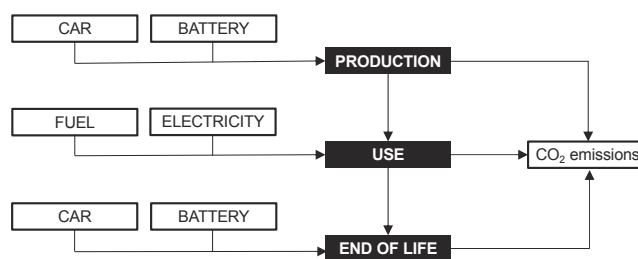 CAR BATTERY
PRODUCTION
FUEL ELECTRICITY
USE
CO₂ emissions
CAR BATTERY
END OF LIFE